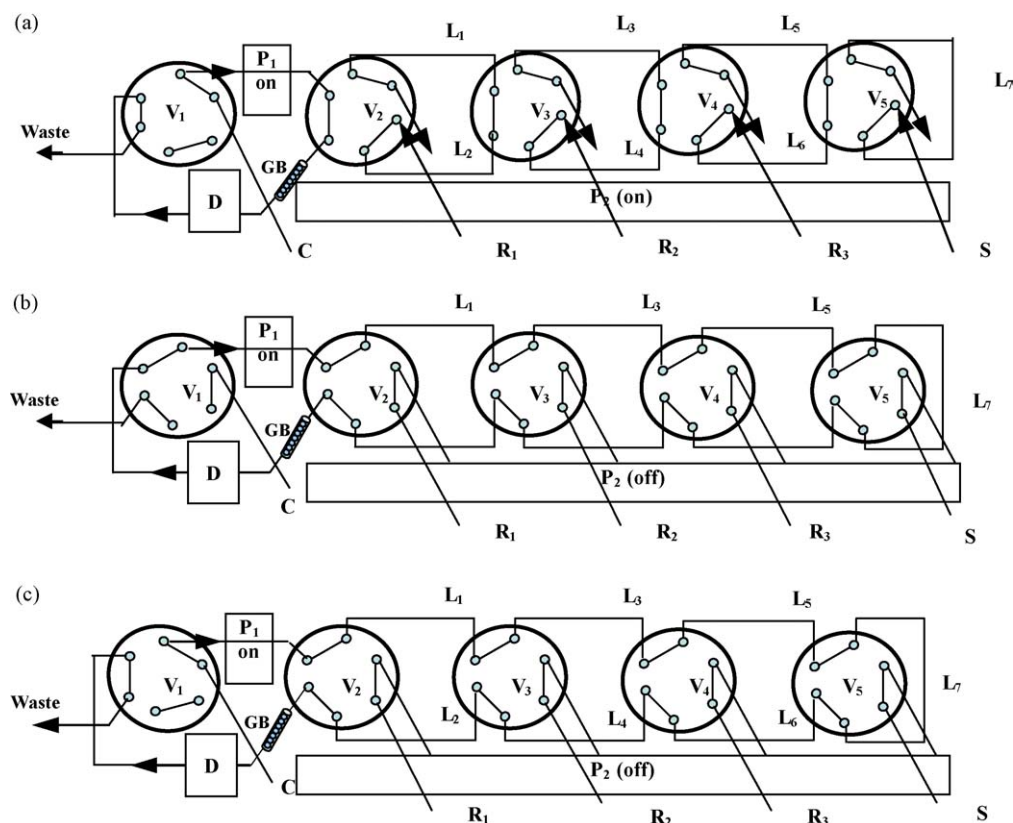 (a)
L1 L3 L5
P1
on
L7
V1 V2 V3 V4 V5
Waste
L2 L4 L6
GB
D
P2 (on)
C R1 R2 R3 S
(b)
L1 L3 L5
P1
on
V1 V2 V3 V4 V5
Waste
L7
GB
D
P2 (off)
C
R1 R2 R3 S
(c)
L1 L3 L5
P1
on
V1 V2 V3 V4 V5 L7
Waste
L2 L4 L6
GB
D
P2 (off)
C
R1 R2 R3 S